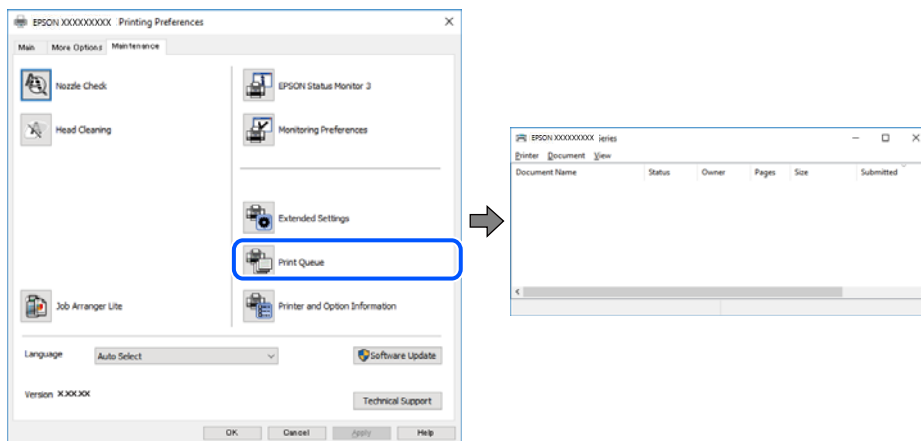 EPSON XXXXXXXXX Printing Preferences
Main More Options Maintenance
Nozzle Check
Head Cleaning
Job Arranger Lite
EPSON Status Monitor 3
Monitoring Preferences
Extended Settings
Print Queue
Printer and Option Information
Language Auto Select Software Update
Version X.XX.XX
Technical Support
OK Cancel Apply Help
EPSON XXXXXXXXX ieries
Printer Document View
Document Name Status Owner Pages Size Submitted